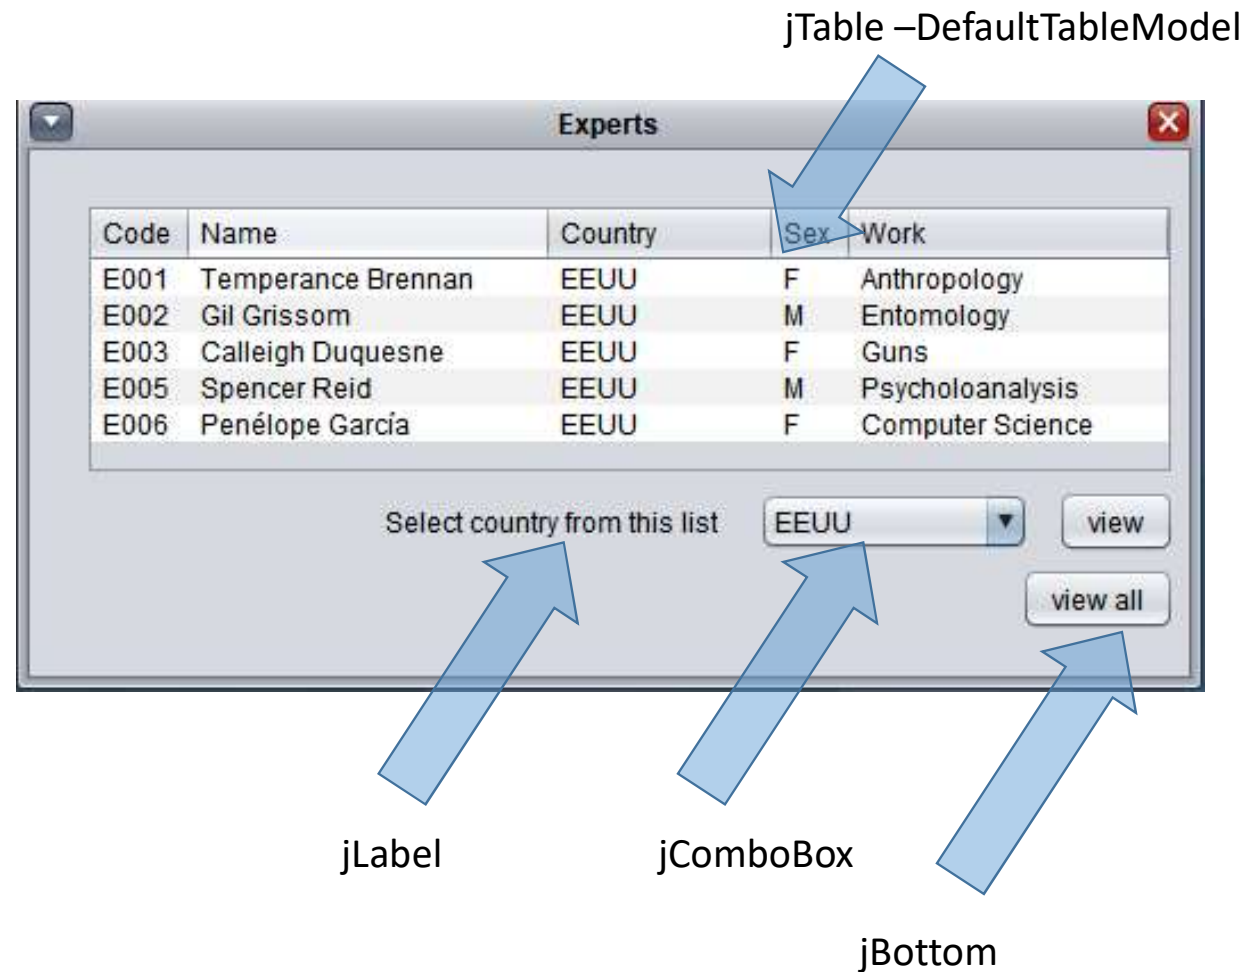 jTable –DefaultTableModel
Experts
Code Name Country Sex Work
E001 Temperance Brennan EEUU F Anthropology
E002 Gil Grissom EEUU M Entomology
E003 Calleigh Duquesne EEUU F Guns
E005 Spencer Reid EEUU M Psycholoanalysis
E006 Penélope García EEUU F Computer Science
Select country from this list EEUU view
view all
jLabel jComboBox
jBottom